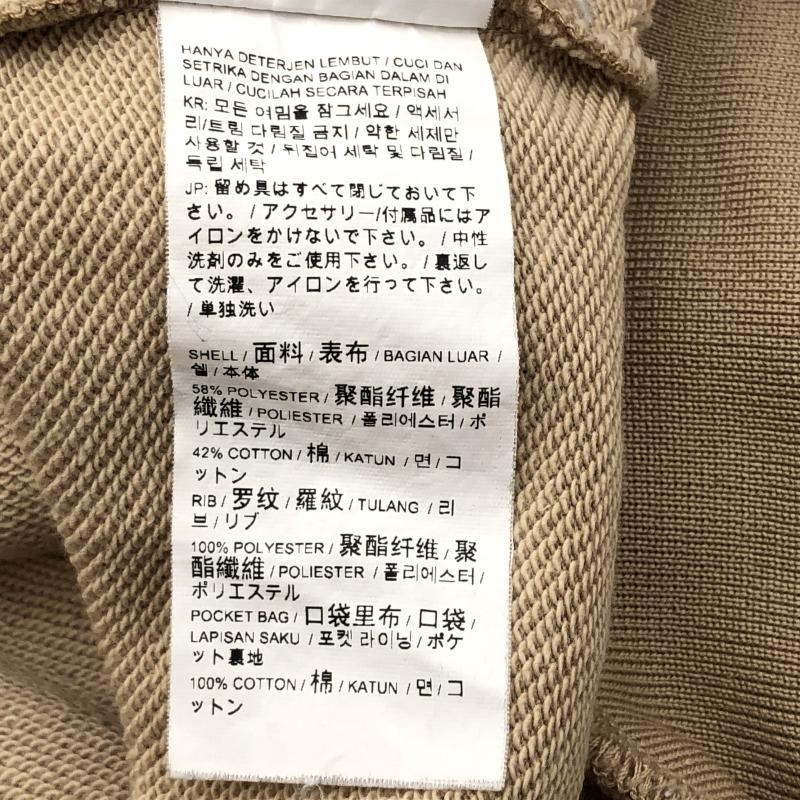 HANYA DETERJEN LEMBUT / CUCI DAN
SETRIKA DENGAN BAGIAN DALAM DI
LUAR / CUCILAH SECARA TERPISAH
KR: 모든 여밈을 잠그세요 / 액세서
리/트림 다림질 금지 / 약한 세제만
사용할 것 / 뒤집어 세탁 및 다림질 /
독립 세탁
JP: 留め具はすべて閉じておいて下
さい。 / アクセサリー/付属品にはア
イロンをかけないで下さい。 / 中性
洗剤のみをご使用下さい。 / 裏返し
て洗濯、アイロンを行って下さい。
/ 単独洗い
SHELL / 面料 / 表布 / BAGIAN LUAR /
쉘 / 本体
58% POLYESTER / 聚酯纤维 / 聚酯
纖維 / POLIESTER / 폴리에스터 / ポ
リエステル
42% COTTON / 棉 / KATUN / 면 / コ
ットン
RIB / 罗纹 / 羅紋 / TULANG / 리
브 / リブ
100% POLYESTER / 聚酯纤维 / 聚
酯纖維 / POLIESTER / 폴리에스터 /
ポリエステル
POCKET BAG / 口袋里布 / 口袋 /
LAPISAN SAKU / 포켓 라이닝 / ポケ
ット裏地
100% COTTON / 棉 / KATUN / 면 / コ
ットン